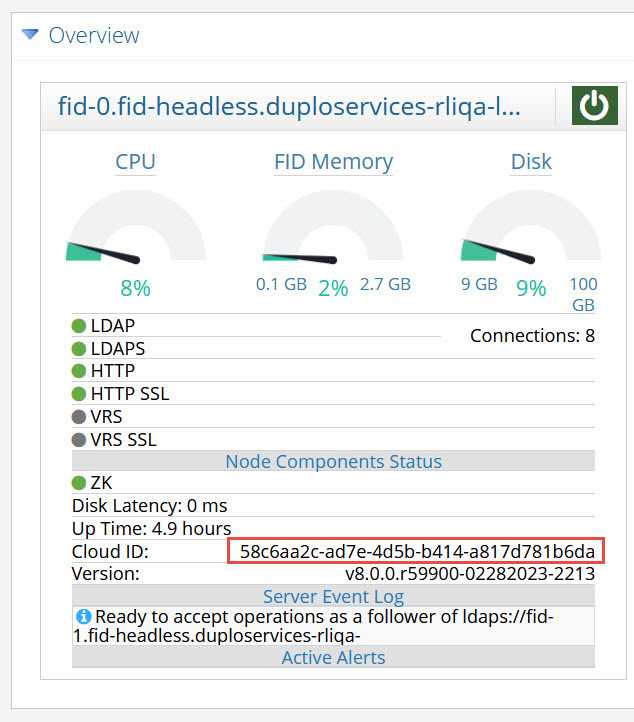 Overview
fid-0.fid-headless.duploservices-rliqa-l...
CPU
FID Memory
Disk
8%
0.1 GB 2% 2.7 GB
9 GB 9% 100 GB
LDAP
Connections: 8
LDAPS
HTTP
HTTP SSL
VRS
VRS SSL
Node Components Status
ZK
Disk Latency: 0 ms
Up Time: 4.9 hours
Cloud ID: 58c6aa2c-ad7e-4d5b-b414-a817d781b6da
Version: v8.0.0.r59900-02282023-2213
Server Event Log
Ready to accept operations as a follower of ldaps://fid-
1.fid-headless.duploservices-rliqa-
Active Alerts